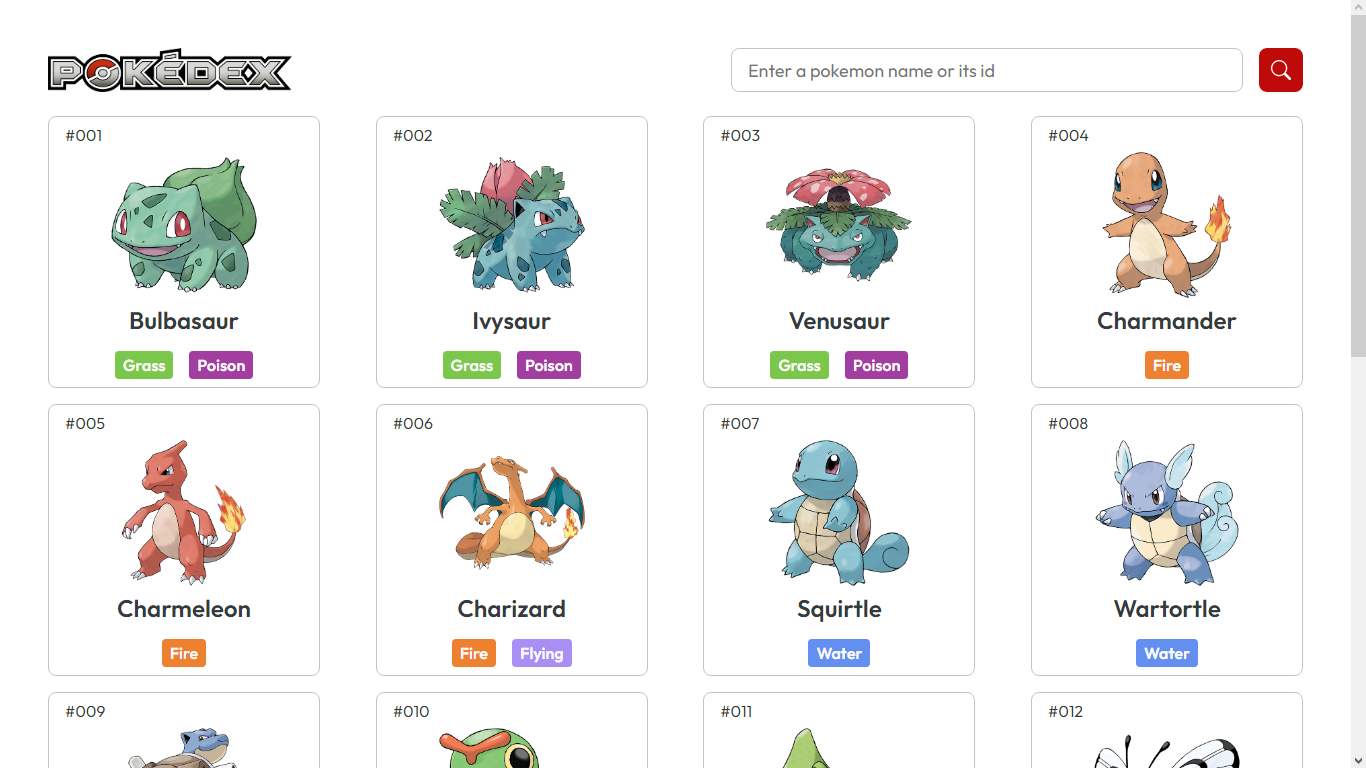 POKÉDEX
Enter a pokemon name or its id
#001
Bulbasaur
Grass Poison
#002
Ivysaur
Grass Poison
#003
Venusaur
Grass Poison
#004
Charmander
Fire
#005
Charmeleon
Fire
#006
Charizard
Fire Flying
#007
Squirtle
Water
#008
Wartortle
Water
#009
#010
#011
#012